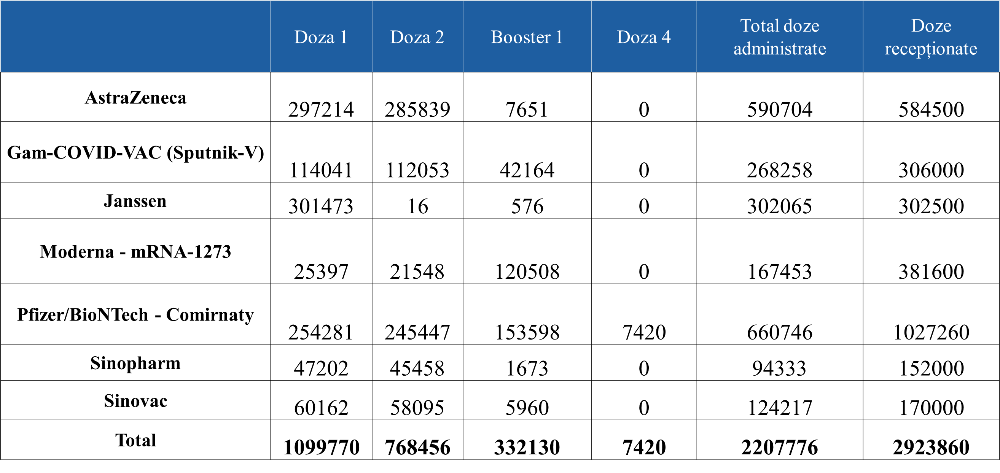 Doza 1 Doza 2 Booster 1 Doza 4 Total doze administrate Doze recepționate
AstraZeneca 297214 285839 7651 0 590704 584500
Gam-COVID-VAC (Sputnik-V) 114041 112053 42164 0 268258 306000
Janssen 301473 16 576 0 302065 302500
Moderna - mRNA-1273 25397 21548 120508 0 167453 381600
Pfizer/BioNTech - Comirnaty 254281 245447 153598 7420 660746 1027260
Sinopharm 47202 45458 1673 0 94333 152000
Sinovac 60162 58095 5960 0 124217 170000
Total 1099770 768456 332130 7420 2207776 2923860